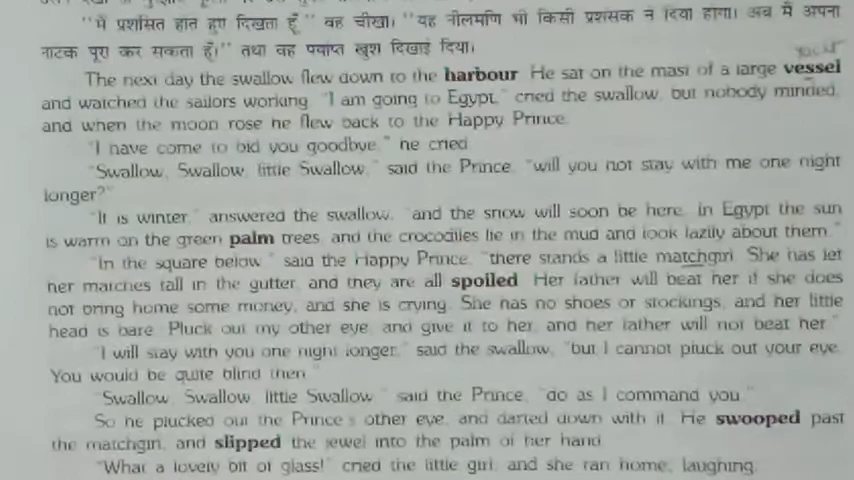 "मैं प्रशंसित होते हुए दिखता हूँ" वह चीखा। "यह नीलमणि भी किसी प्रशंसक ने दिया होगा। अब मैं अपना
नाटक पूरा कर सकता हूँ।" तथा वह पर्याप्त खुश दिखाई दिया।
The next day the swallow flew down to the harbour He sat on the mast of a large vessel
and watched the sailors working "I am going to Egypt," cried the swallow, but nobody minded,
and when the moon rose he flew back to the Happy Prince
"I have come to bid you goodbye," he cried
"Swallow, Swallow, little Swallow," said the Prince, "will you not stay with me one night
longer?"
"It is winter," answered the swallow, "and the snow will soon be here. In Egypt the sun
is warm on the green palm trees, and the crocodiles lie in the mud and look lazily about them."
"In the square below," said the Happy Prince, "there stands a little matchgirl. She has let
her matches fall in the gutter, and they are all spoiled Her father will beat her if she does
not bring home some money, and she is crying. She has no shoes or stockings, and her little
head is bare. Pluck out my other eye, and give it to her, and her father will not beat her."
"I will stay with you one night longer," said the swallow, "but I cannot pluck out your eye.
You would be quite blind then."
"Swallow, Swallow, little Swallow," said the Prince, "do as I command you."
So he plucked out the Prince's other eye, and darted down with it. He swooped past
the matchgirl, and slipped the jewel into the palm of her hand
"What a lovely bit of glass!" cried the little girl, and she ran home, laughing.